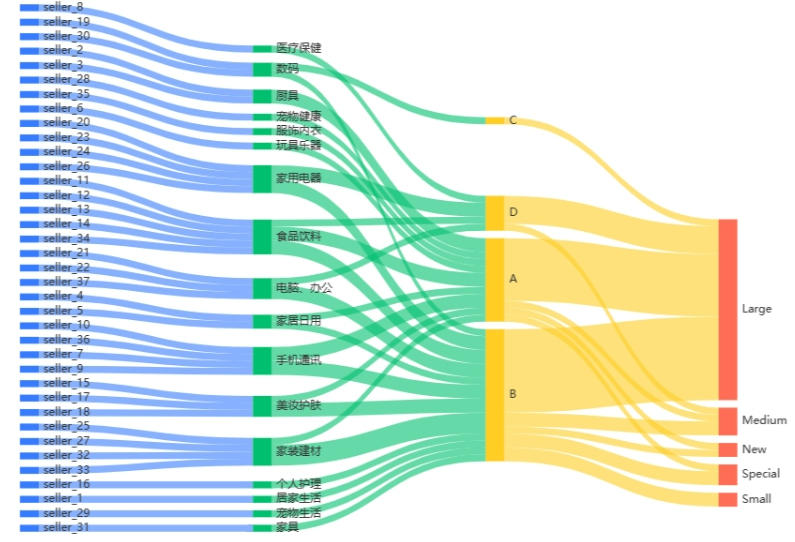 seller_8
seller_19
seller_30
seller_2
seller_3
seller_28
seller_35
seller_6
seller_20
seller_23
seller_24
seller_26
seller_11
seller_12
seller_13
seller_14
seller_34
seller_21
seller_22
seller_37
seller_4
seller_5
seller_10
seller_36
seller_7
seller_9
seller_15
seller_17
seller_18
seller_25
seller_27
seller_32
seller_33
seller_16
seller_1
seller_29
seller_31
医疗保健
数码
厨具
宠物健康
服饰内衣
玩具乐器
家用电器
食品饮料
电脑、办公
家居日用
手机通讯
美妆护肤
家装建材
个人护理
居家生活
宠物生活
家具
C
D
A
B
Large
Medium
New
Special
Small